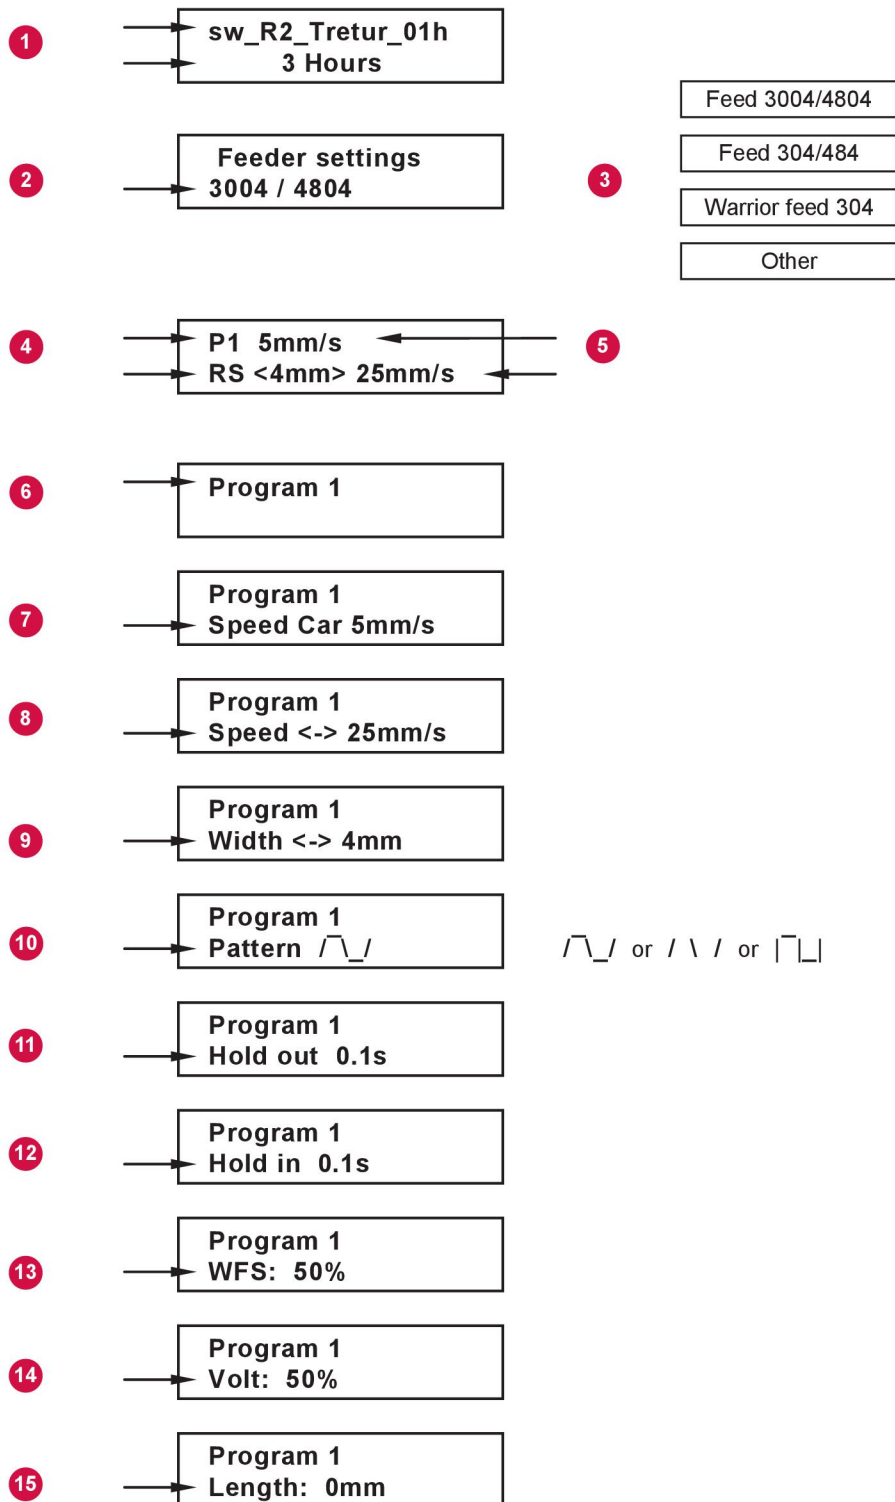 1
sw_R2_Tretur_01h
3 Hours
2
Feeder settings
3004 / 4804
3
Feed 3004/4804
Feed 304/484
Warrior feed 304
Other
4
P1 5mm/s
RS <4mm> 25mm/s
5
6
Program 1
7
Program 1
Speed Car 5mm/s
8
Program 1
Speed <-> 25mm/s
9
Program 1
Width <-> 4mm
10
Program 1
Pattern /‾\_/
/‾\_/ or / \ / or |‾|_|
11
Program 1
Hold out 0.1s
12
Program 1
Hold in 0.1s
13
Program 1
WFS: 50%
14
Program 1
Volt: 50%
15
Program 1
Length: 0mm